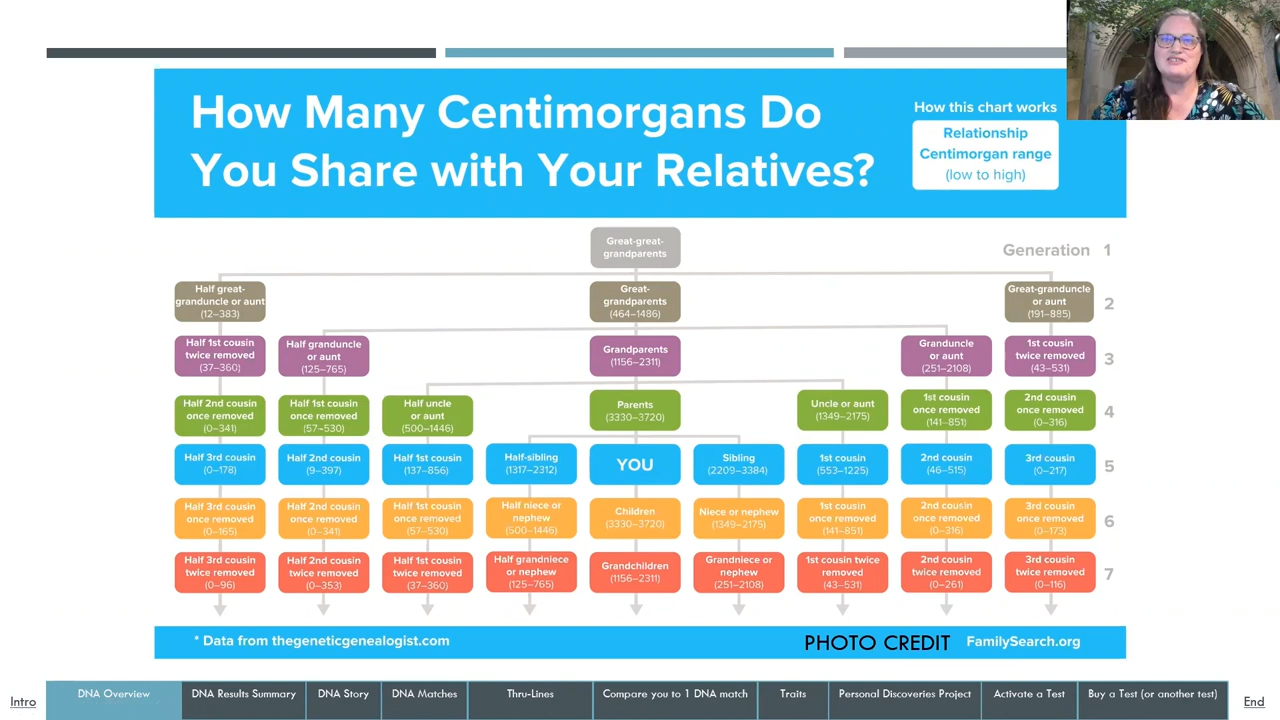 How Many Centimorgans Do
You Share with Your Relatives?
How this chart works
Relationship
Centimorgan range
(low to high)
Great-great-
grandparents
Generation 1
Half great-
granduncle or aunt
(12–383)
Great-
grandparents
(464–1486)
Great-granduncle
or aunt
(191–885)
2
Half 1st cousin
twice removed
(37–360)
Half granduncle
or aunt
(125–765)
Grandparents
(1156–2311)
Granduncle
or aunt
(251–2108)
1st cousin
twice removed
(43–531)
3
Half 2nd cousin
once removed
(0–341)
Half 1st cousin
once removed
(57–530)
Half uncle
or aunt
(500–1446)
Parents
(3330–3720)
Uncle or aunt
(1349–2175)
1st cousin
once removed
(141–851)
2nd cousin
once removed
(0–316)
4
Half 3rd cousin
(0–178)
Half 2nd cousin
(9–397)
Half 1st cousin
(137–856)
Half-sibling
(1317–2312)
YOU
Sibling
(2209–3384)
1st cousin
(553–1225)
2nd cousin
(46–515)
3rd cousin
(0–217)
5
Half 3rd cousin
once removed
(0–165)
Half 2nd cousin
once removed
(0–341)
Half 1st cousin
once removed
(57–530)
Half niece or
nephew
(500–1446)
Children
(3330–3720)
Niece or nephew
(1349–2175)
1st cousin
once removed
(141–851)
2nd cousin
once removed
(0–316)
3rd cousin
once removed
(0–173)
6
Half 3rd cousin
twice removed
(0–96)
Half 2nd cousin
twice removed
(0–353)
Half 1st cousin
twice removed
(37–360)
Half grandniece
or nephew
(125–765)
Grandchildren
(1156–2311)
Grandniece or
nephew
(251–2108)
1st cousin twice
removed
(43–531)
2nd cousin
twice removed
(0–261)
3rd cousin
twice removed
(0–116)
7
* Data from thegeneticgenealogist.com
PHOTO CREDIT FamilySearch.org
Intro
DNA Overview
DNA Results Summary
DNA Story
DNA Matches
Thru-Lines
Compare you to 1 DNA match
Traits
Personal Discoveries Project
Activate a Test
Buy a Test (or another test)
End